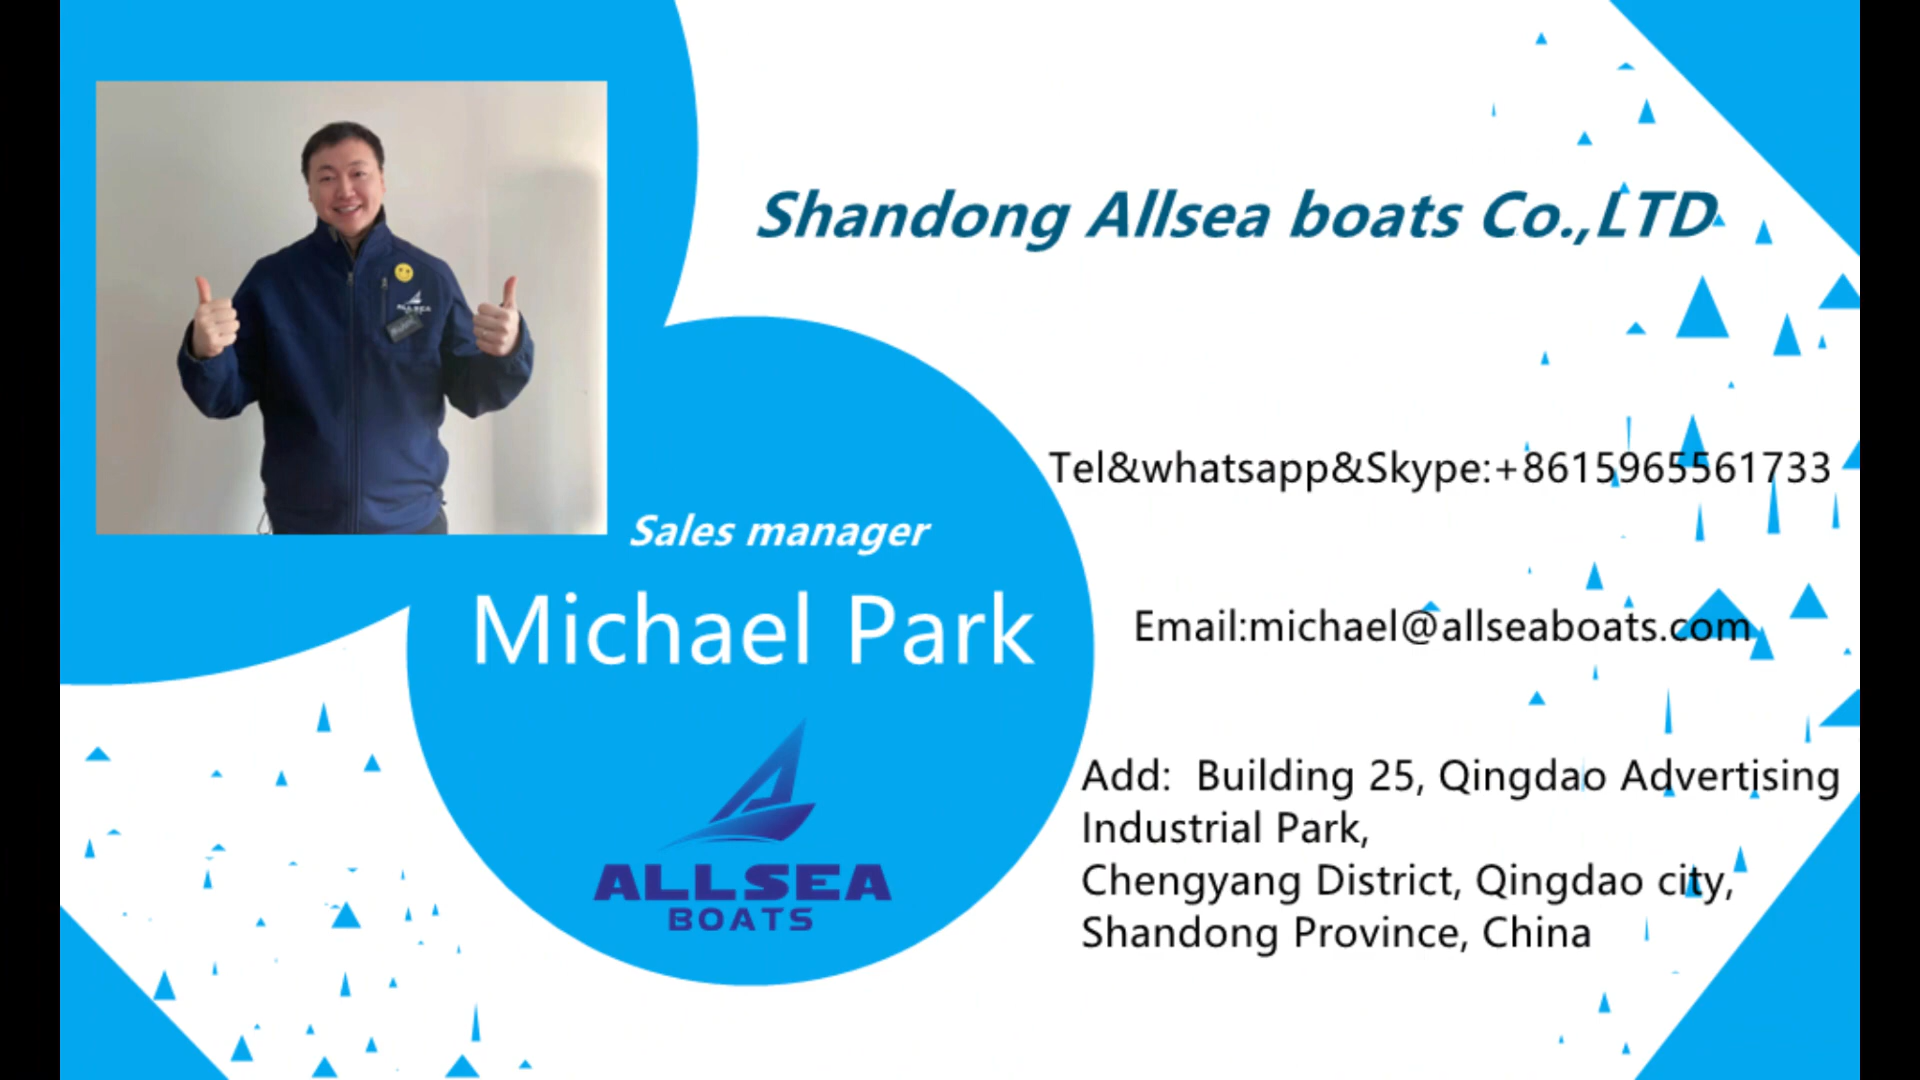 Shandong Allsea boats Co.,LTD
ALLSEA
Tel&whatsapp&Skype:+8615965561733
Sales manager
Michael Park
Email:michael@allseaboats.com
ALLSEA
BOATS
Add: Building 25, Qingdao Advertising
Industrial Park,
Chengyang District, Qingdao city,
Shandong Province, China